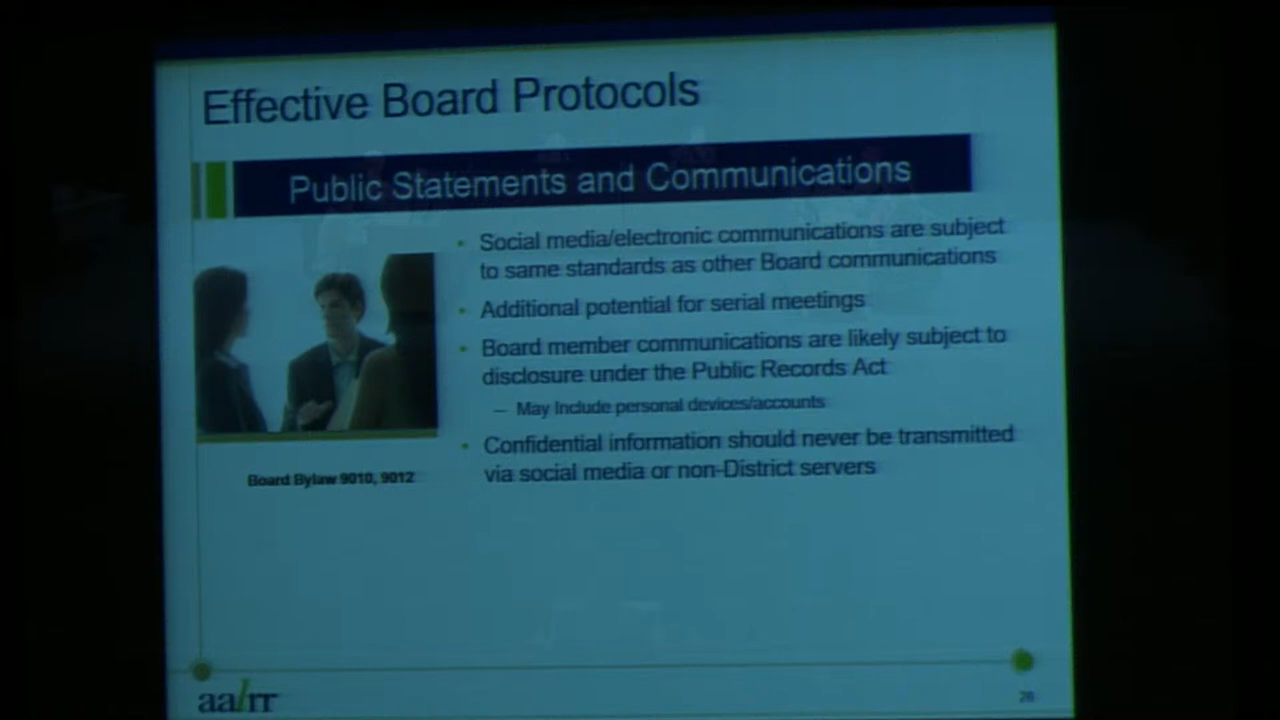 Effective Board Protocols
Public Statements and Communications
Social media/electronic communications are subject
to same standards as other Board communications
Additional potential for serial meetings
Board member communications are likely subject to
disclosure under the Public Records Act
– May Include personal devices/accounts
Confidential information should never be transmitted
via social media or non-District servers
Board Bylaw 9010, 9012
aalrr